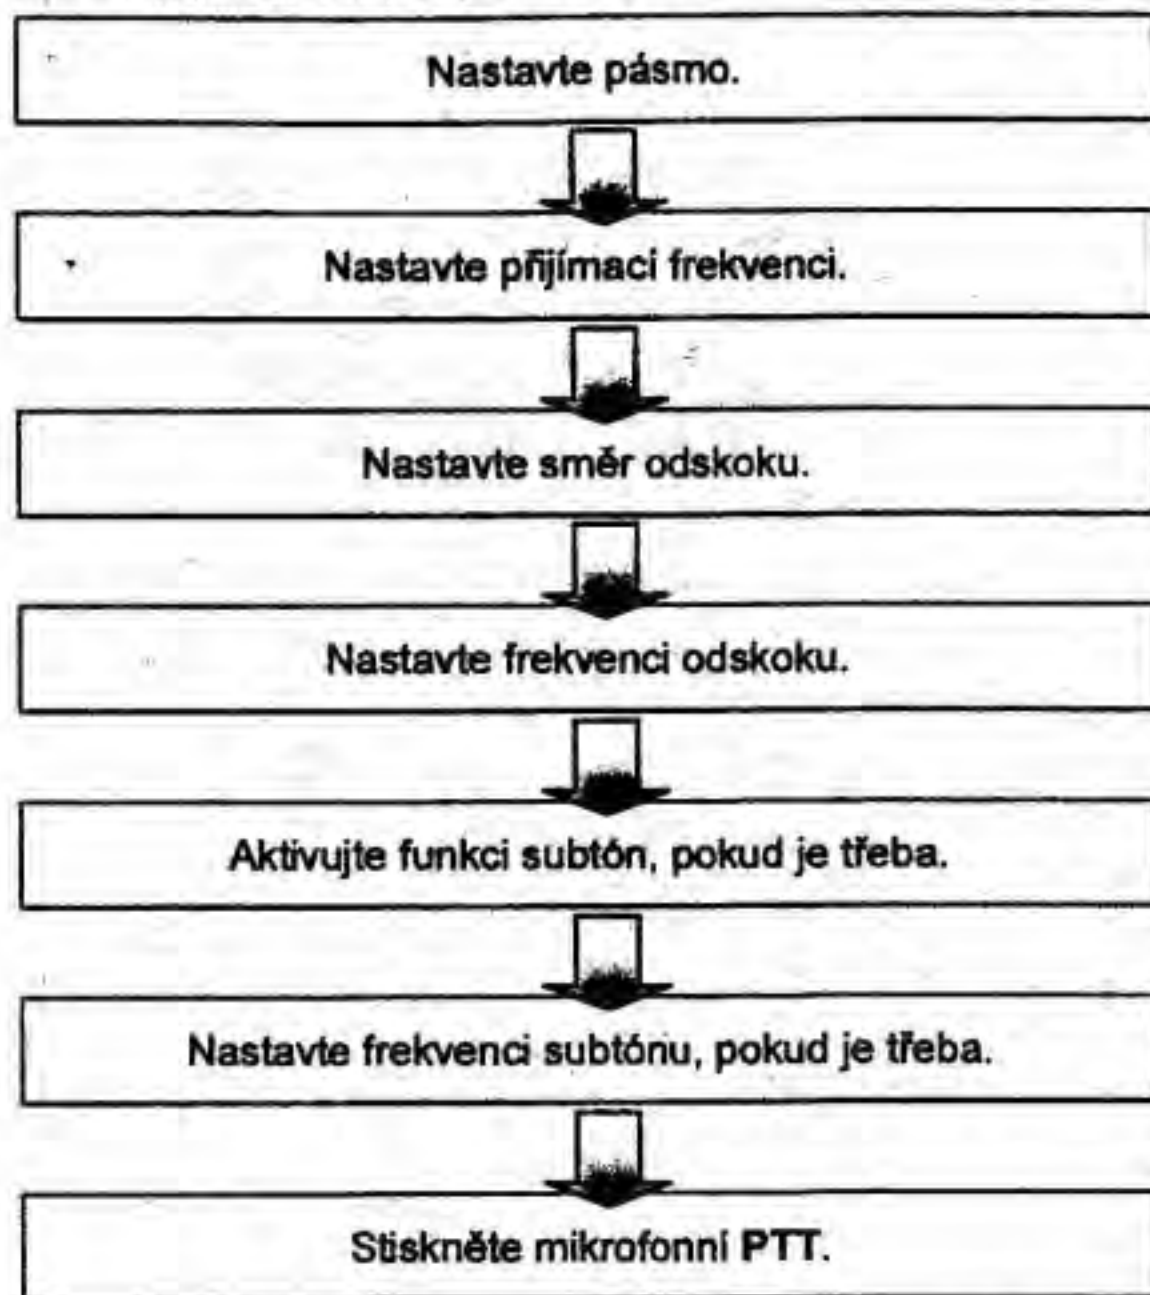 Nastavte pásmo.
Nastavte přijímací frekvenci.
Nastavte směr odskoku.
Nastavte frekvenci odskoku.
Aktivujte funkci subtón, pokud je třeba.
Nastavte frekvenci subtónu, pokud je třeba.
Stiskněte mikrofonní PTT.